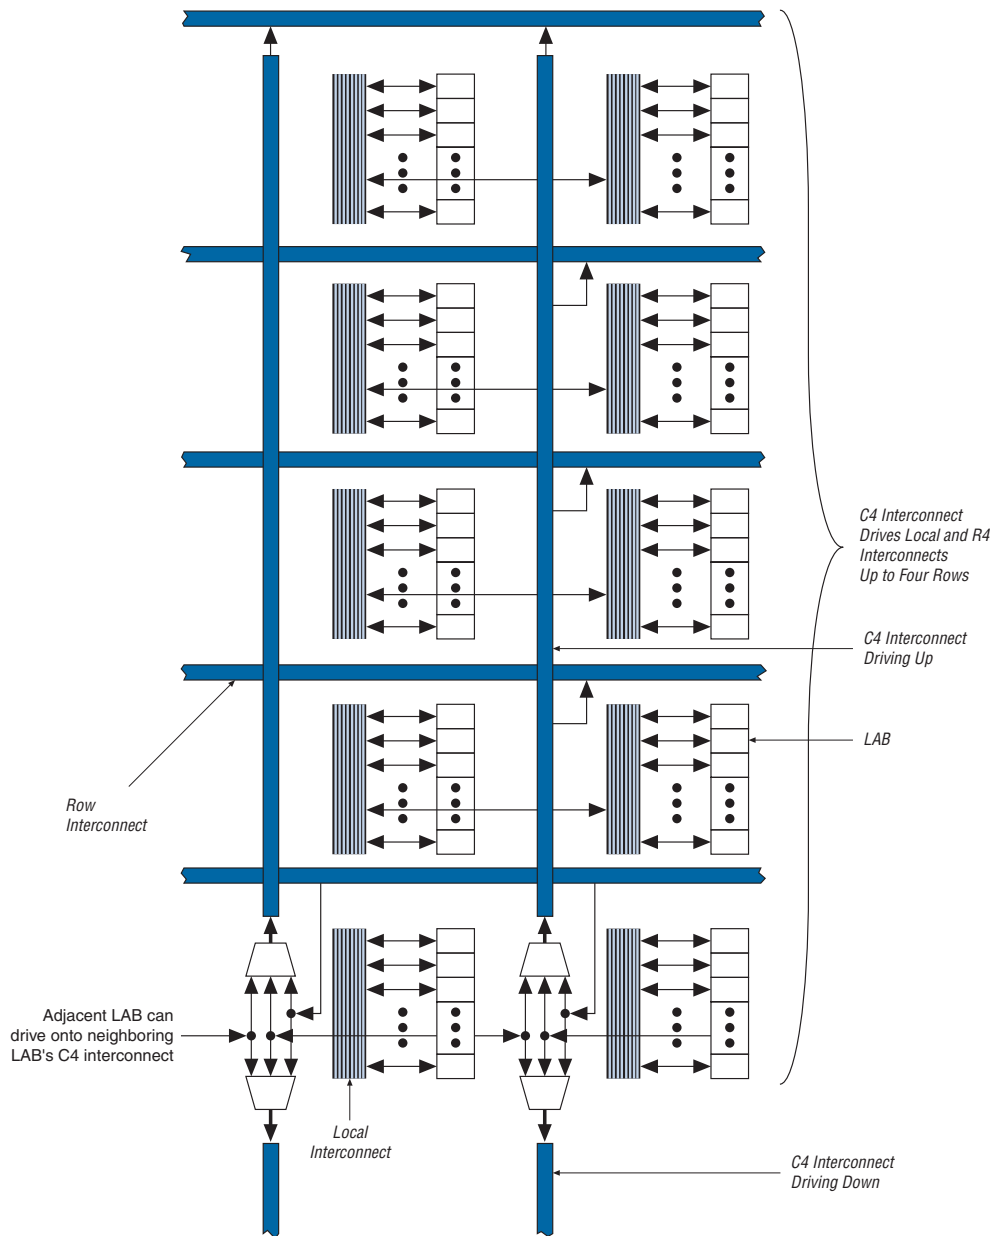 C4 Interconnect
Drives Local and R4
Interconnects
Up to Four Rows
C4 Interconnect
Driving Up
LAB
Row
Interconnect
Adjacent LAB can
drive onto neighboring
LAB's C4 interconnect
Local
Interconnect
C4 Interconnect
Driving Down